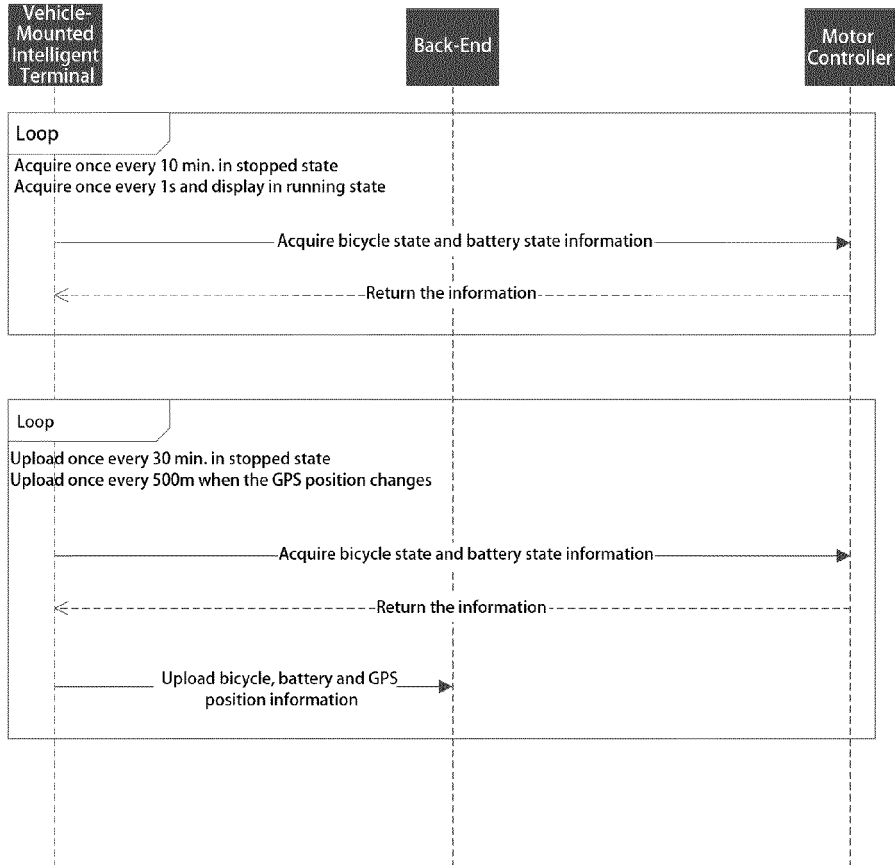 Vehicle-
Mounted
Intelligent
Terminal
Back-End
Motor
Controller
Loop
Acquire once every 10 min. in stopped state
Acquire once every 1s and display in running state
Acquire bicycle state and battery state information
Return the information
Loop
Upload once every 30 min. in stopped state
Upload once every 500m when the GPS position changes
Acquire bicycle state and battery state information
Return the information
Upload bicycle, battery and GPS
position information